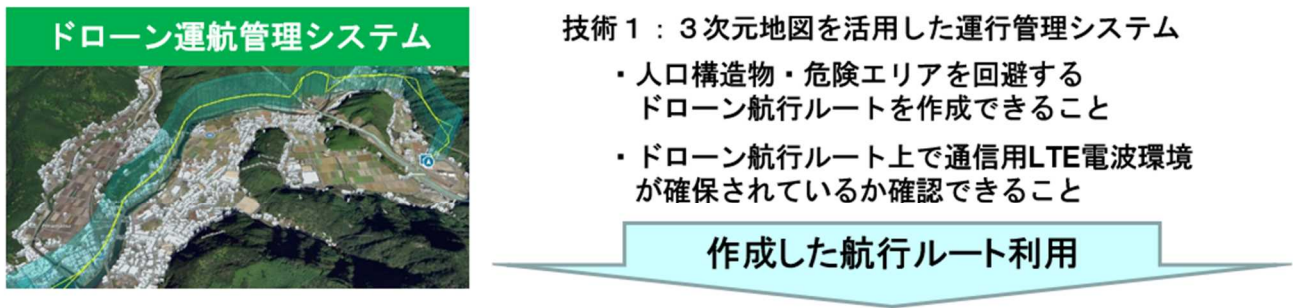 ドローン運航管理システム
技術１：３次元地図を活用した運行管理システム
・人口構造物・危険エリアを回避する
ドローン航行ルートを作成できること
・ドローン航行ルート上で通信用LTE電波環境
が確保されているか確認できること
作成した航行ルート利用